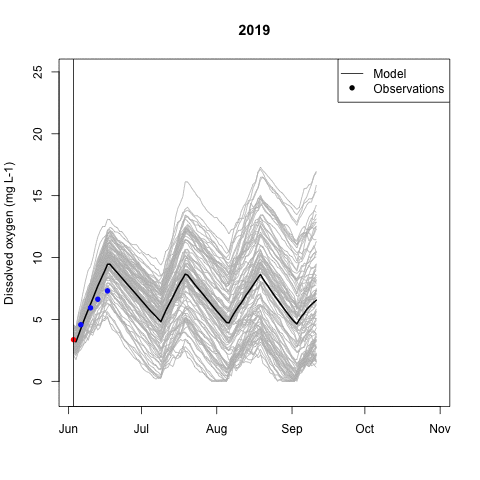 2019
Model
Observations
Dissolved oxygen (mg L-1)
25
20
15
10
5
0
Jun Jul Aug Sep Oct Nov